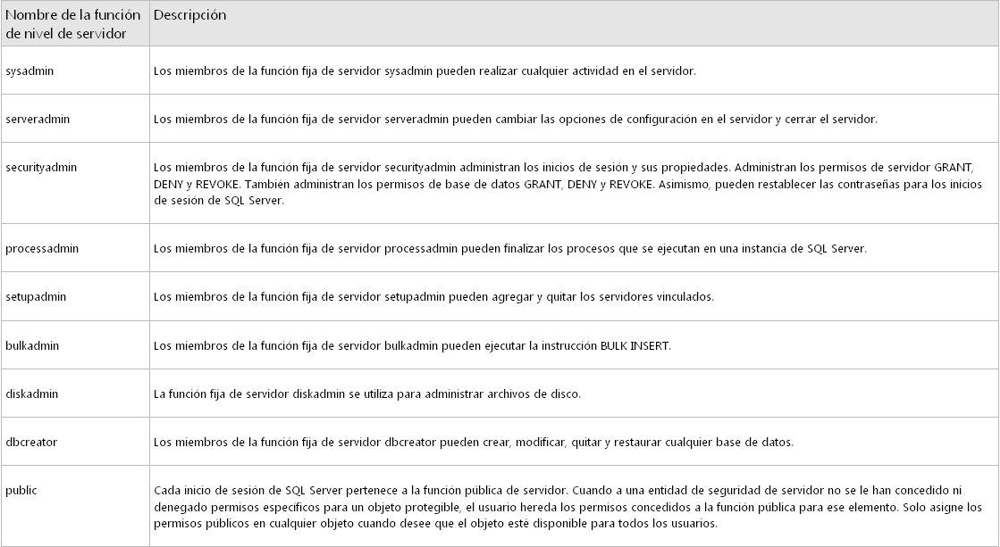 Nombre de la función
de nivel de servidor
Descripción
sysadmin
Los miembros de la función fija de servidor sysadmin pueden realizar cualquier actividad en el servidor.
serveradmin
Los miembros de la función fija de servidor serveradmin pueden cambiar las opciones de configuración en el servidor y cerrar el servidor.
securityadmin
Los miembros de la función fija de servidor securityadmin administran los inicios de sesión y sus propiedades. Administran los permisos de servidor GRANT,
DENY y REVOKE. También administran los permisos de base de datos GRANT, DENY y REVOKE. Asimismo, pueden restablecer las contraseñas para los inicios
de sesión de SQL Server.
processadmin
Los miembros de la función fija de servidor processadmin pueden finalizar los procesos que se ejecutan en una instancia de SQL Server.
setupadmin
Los miembros de la función fija de servidor setupadmin pueden agregar y quitar los servidores vinculados.
bulkadmin
Los miembros de la función fija de servidor bulkadmin pueden ejecutar la instrucción BULK INSERT.
diskadmin
La función fija de servidor diskadmin se utiliza para administrar archivos de disco.
dbcreator
Los miembros de la función fija de servidor dbcreator pueden crear, modificar, quitar y restaurar cualquier base de datos.
public
Cada inicio de sesión de SQL Server pertenece a la función pública de servidor. Cuando a una entidad de seguridad de servidor no se le han concedido ni
denegado permisos específicos para un objeto protegible, el usuario hereda los permisos concedidos a la función pública para ese elemento. Solo asigne los
permisos públicos en cualquier objeto cuando desee que el objeto esté disponible para todos los usuarios.